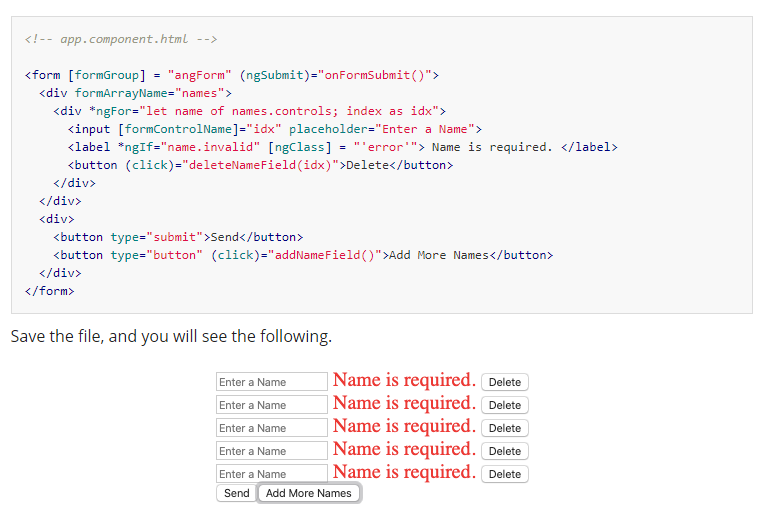 <!-- app.component.html -->
<form [formGroup] = "angForm" (ngSubmit)="onFormSubmit()">
<div formArrayName="names">
<div *ngFor="let name of names.controls; index as idx">
<input [formControlName]="idx" placeholder="Enter a Name">
<label *ngIf="name.invalid" [ngClass] = "'error'"> Name is required. </label>
<button (click)="deleteNameField(idx)">Delete</button>
</div>
</div>
<div>
<button type="submit">Send</button>
<button type="button" (click)="addNameField()">Add More Names</button>
</div>
</form>
Save the file, and you will see the following.
Enter a Name Name is required. Delete
Enter a Name Name is required. Delete
Enter a Name Name is required. Delete
Enter a Name Name is required. Delete
Enter a Name Name is required. Delete
Send Add More Names